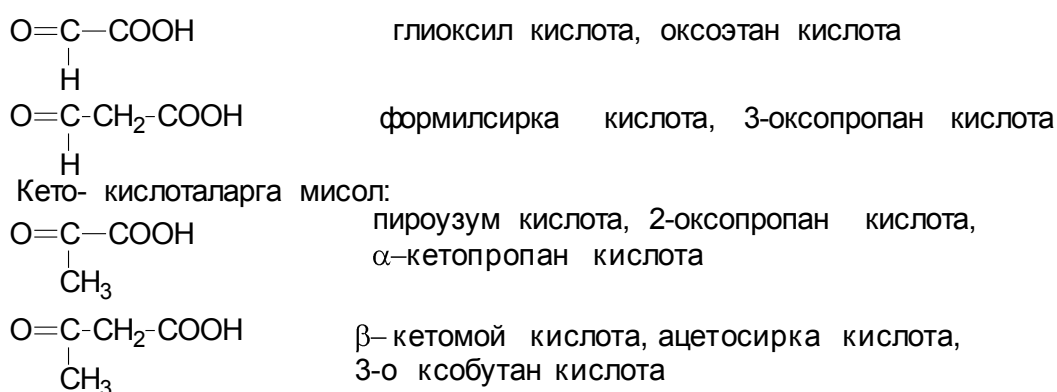 O=C—COOH глиоксил кислота, оксоэтан кислота
H
O=C-CH₂-COOH формилсирка кислота, 3-оксопропан кислота
H
Кето- кислоталарга мисол:
O=C—COOH пироузум кислота, 2-оксопропан кислота,
α–кетопропан кислота
CH₃
O=C-CH₂-COOH β– кетомой кислота, ацетосирка кислота,
3-о ксобутан кислота
CH₃